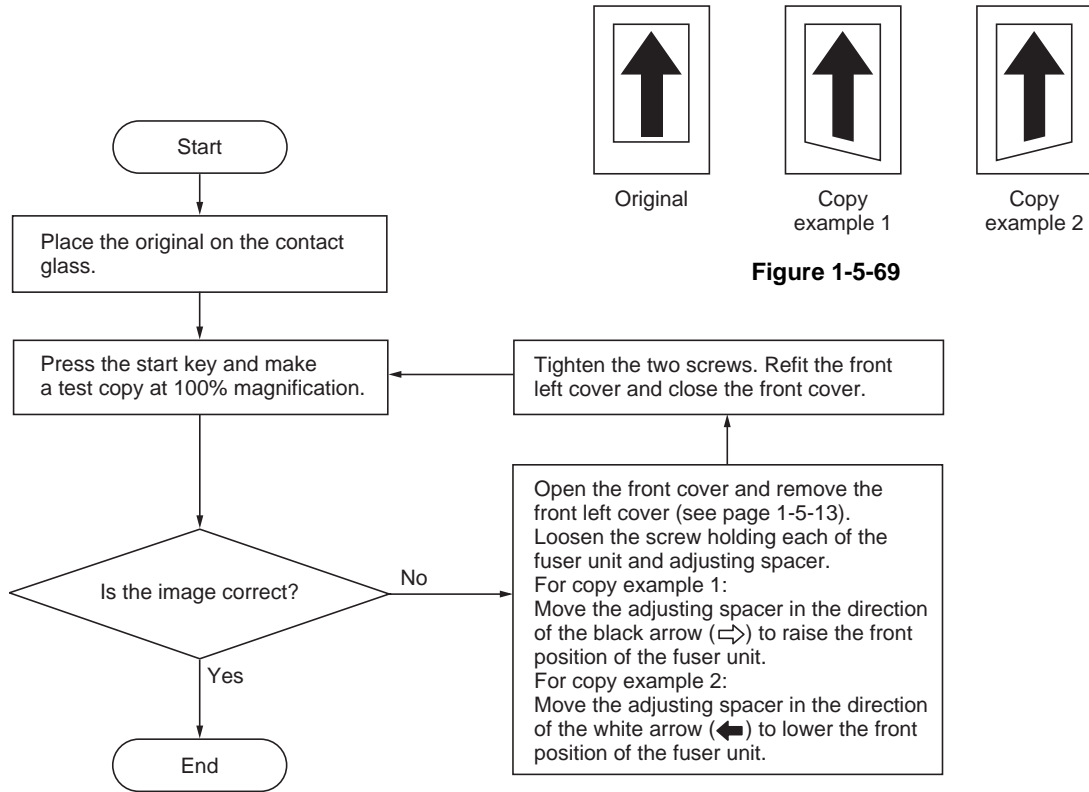 Original
Copy
example 1
Copy
example 2
Figure 1-5-69
Start
Place the original on the contact
glass.
Press the start key and make
a test copy at 100% magnification.
Is the image correct?
No
Yes
End
Open the front cover and remove the
front left cover (see page 1-5-13).
Loosen the screw holding each of the
fuser unit and adjusting spacer.
For copy example 1:
Move the adjusting spacer in the direction
of the black arrow (⇨) to raise the front
position of the fuser unit.
For copy example 2:
Move the adjusting spacer in the direction
of the white arrow (⬅) to lower the front
position of the fuser unit.
Tighten the two screws. Refit the front
left cover and close the front cover.